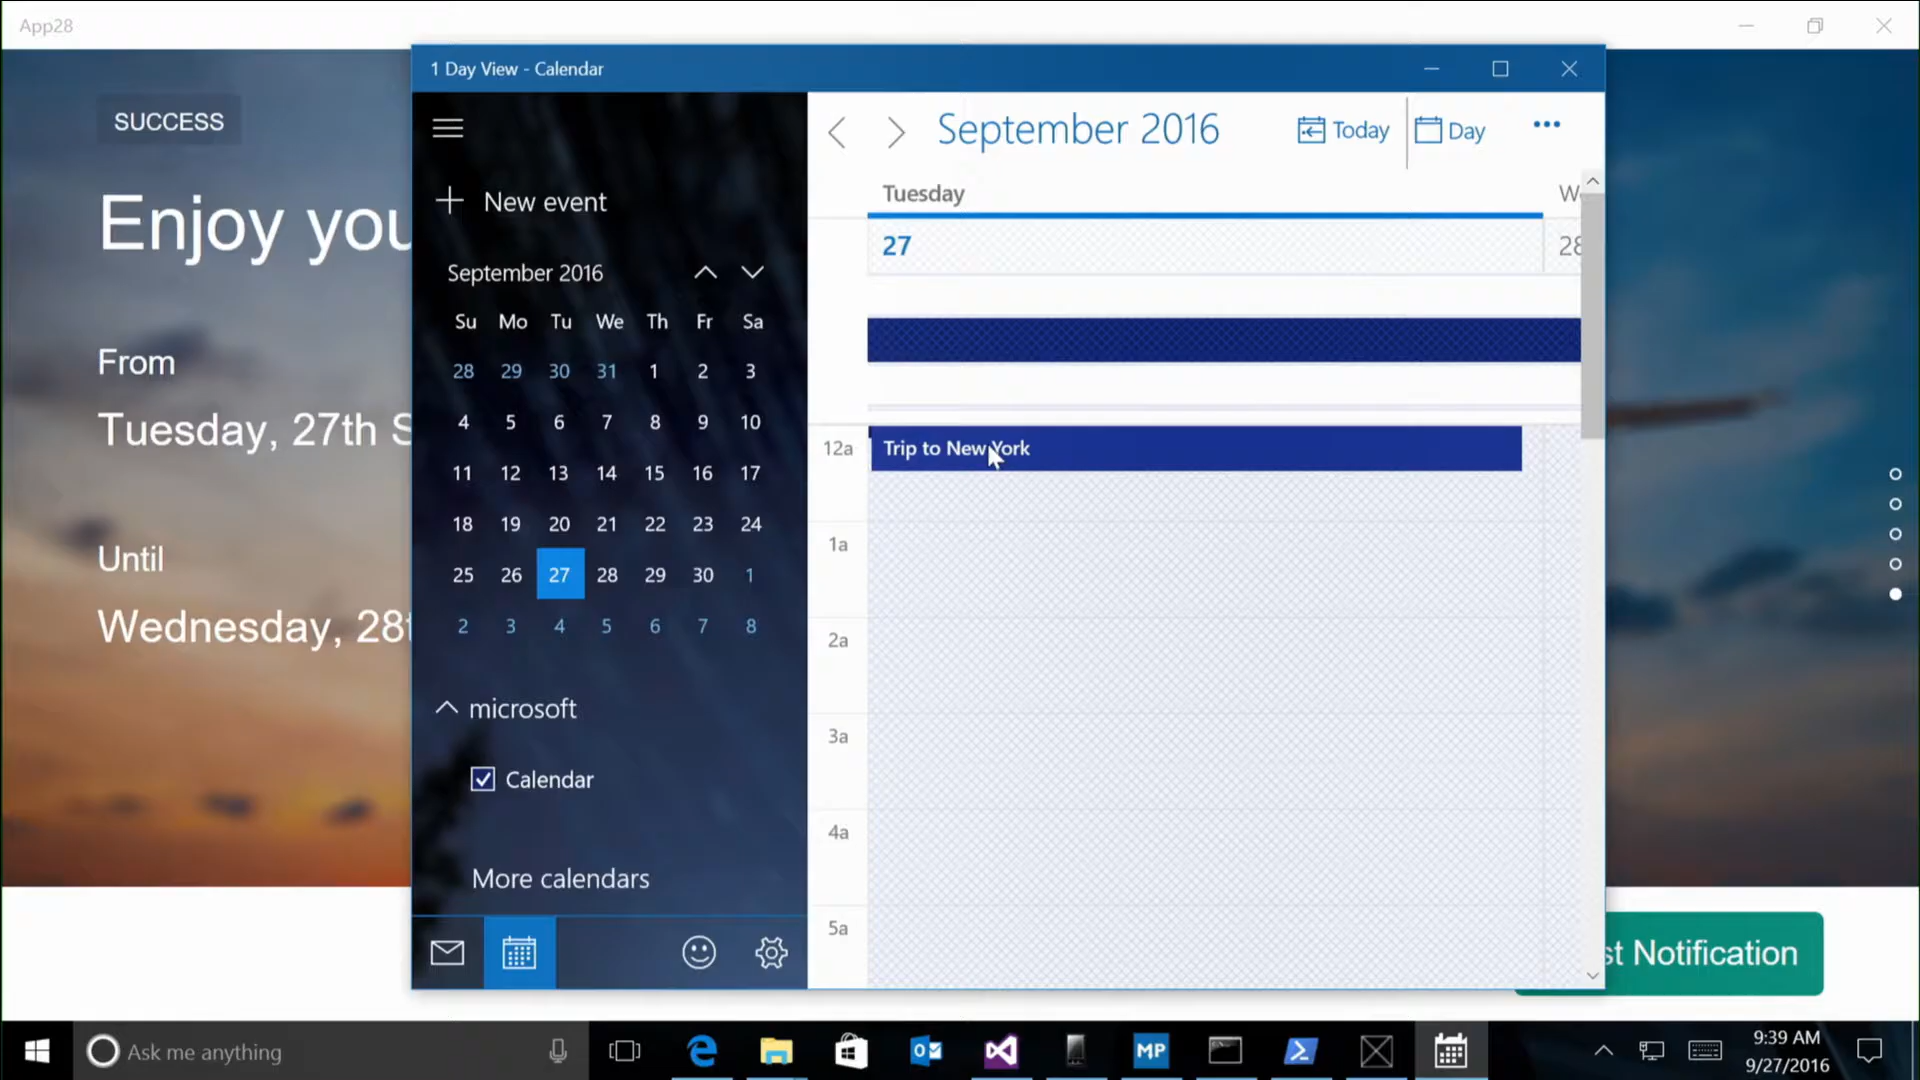 App28
1 Day View - Calendar
SUCCESS
Enjoy you
From
Tuesday, 27th S
Until
Wednesday, 28t
New event
September 2016
Su Mo Tu We Th Fr Sa
28 29 30 31 1 2 3
4 5 6 7 8 9 10
11 12 13 14 15 16 17
18 19 20 21 22 23 24
25 26 27 28 29 30 1
2 3 4 5 6 7 8
microsoft
Calendar
More calendars
September 2016
Today
Day
Tuesday
W
27
28
12a
Trip to New York
1a
2a
3a
4a
5a
st Notification
Ask me anything
MP
9:39 AM
9/27/2016